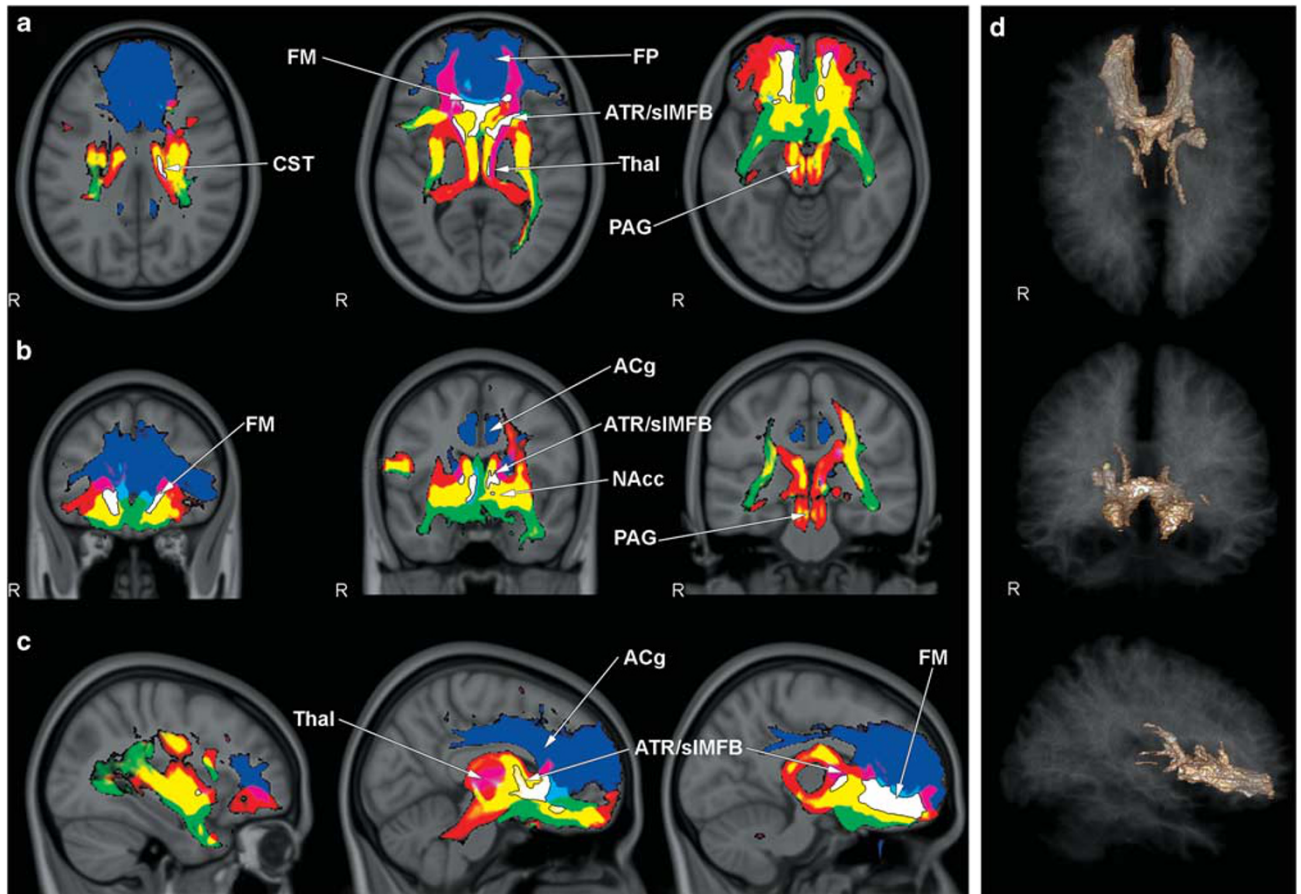 a
d
FM
FP
ATR/slMFB
CST
Thal
PAG
R
R
R
R
b
ACg
FM
ATR/slMFB
NAcc
PAG
R
R
R
R
c
ACg
FM
Thal
ATR/slMFB